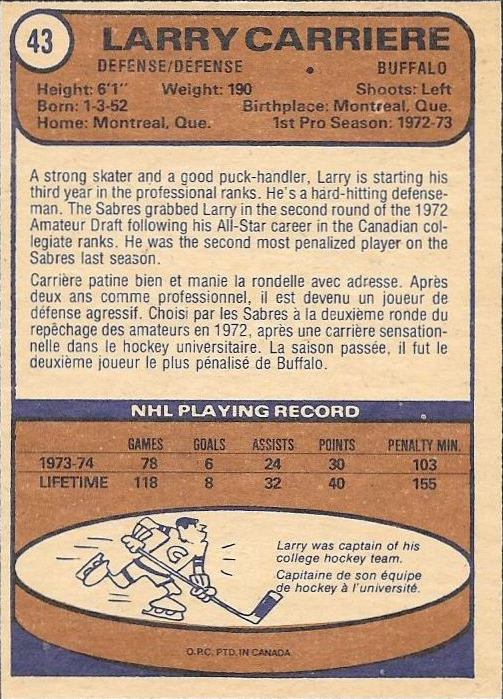 43
LARRY CARRIERE
DEFENSE/DÉFENSE • BUFFALO
Height: 6'1" Weight: 190 Shoots: Left
Born: 1-3-52 Birthplace: Montreal, Que.
Home: Montreal, Que. 1st Pro Season: 1972-73
A strong skater and a good puck-handler, Larry is starting his
third year in the professional ranks. He's a hard-hitting defense-
man. The Sabres grabbed Larry in the second round of the 1972
Amateur Draft following his All-Star career in the Canadian col-
legiate ranks. He was the second most penalized player on the
Sabres last season.
Carrière patine bien et manie la rondelle avec adresse. Après
deux ans comme professionnel, il est devenu un joueur de
défense agressif. Choisi par les Sabres à la deuxième ronde du
repêchage des amateurs en 1972, après une carrière sensation-
nelle dans le hockey universitaire. La saison passée, il fut le
deuxième joueur le plus pénalisé de Buffalo.
NHL PLAYING RECORD
GAMES GOALS ASSISTS POINTS PENALTY MIN.
1973-74 78 6 24 30 103
LIFETIME 118 8 32 40 155
C
Larry was captain of his
college hockey team.
Capitaine de son équipe
de hockey à l'université.
O.P.C. PTD. IN CANADA